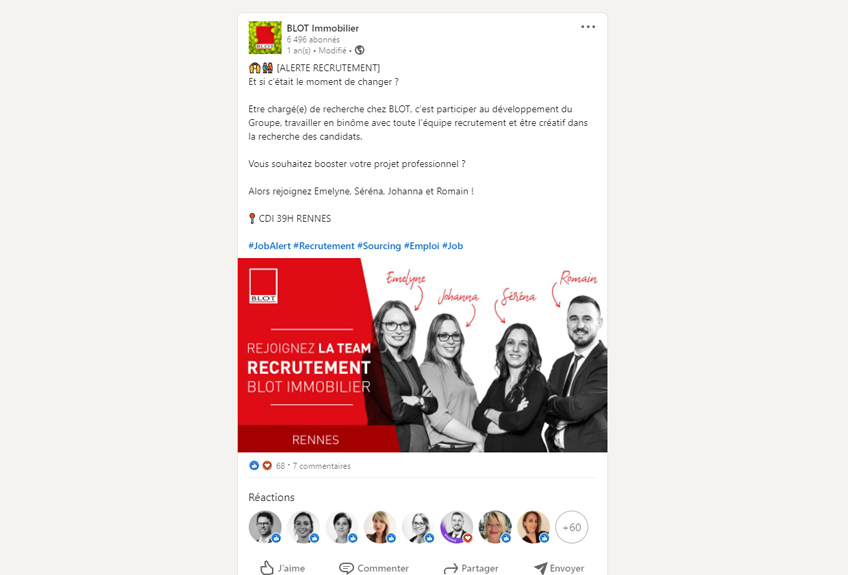 BLOT Immobilier
6 496 abonnés
1 an(s) • Modifié •
[ALERTE RECRUTEMENT]
Et si c'était le moment de changer ?
Etre chargé(e) de recherche chez BLOT, c'est participer au développement du
Groupe, travailler en binôme avec toute l'équipe recrutement et être créatif dans
la recherche des candidats.
Vous souhaitez booster votre projet professionnel ?
Alors rejoignez Emelyne, Séréna, Johanna et Romain !
CDI 39H RENNES
#JobAlert #Recrutement #Sourcing #Emploi #Job
BLOT
Emelyne
Johanna
Séréna
Romain
REJOIGNEZ LA TEAM
RECRUTEMENT
BLOT IMMOBILIER
RENNES
68 • 7 commentaires
Réactions
+60
J'aime
Commenter
Partager
Envoyer